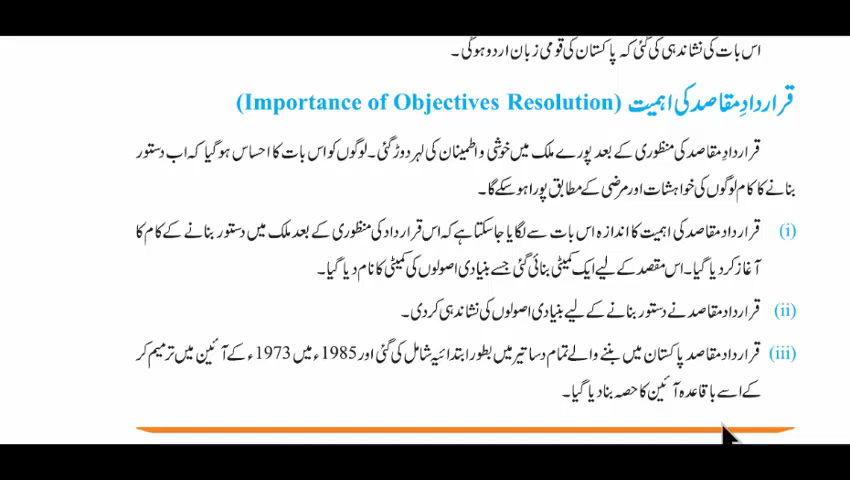 اس بات کی نشاندہی کی گئی کہ پاکستان کی قومی زبان اردو ہوگی۔
قراردادِ مقاصد کی اہمیت (Importance of Objectives Resolution)
قراردادِ مقاصد کی منظوری کے بعد پورے ملک میں خوشی و اطمینان کی لہر دوڑ گئی۔ لوگوں کو اس بات کا احساس ہوگیا کہ اب دستور
بنانے کا کام لوگوں کی خواہشات اور مرضی کے مطابق پورا ہو سکے گا۔
(i) قراردادِ مقاصد کی اہمیت کا اندازہ اس بات سے لگایا جاسکتا ہے کہ اس قرارداد کی منظوری کے بعد ملک میں دستور بنانے کے کام کا
آغاز کر دیا گیا۔ اس مقصد کے لیے ایک کمیٹی بنائی گئی جسے بنیادی اصولوں کی کمیٹی کا نام دیا گیا۔
(ii) قراردادِ مقاصد نے دستور بنانے کے لیے بنیادی اصولوں کی نشاندہی کر دی۔
(iii) قراردادِ مقاصد پاکستان میں بننے والے تمام دساتیر میں بطور ابتدائیہ شامل کی گئی اور 1985ء میں 1973ء کے آئین میں ترمیم کر
کے اسے باقاعدہ آئین کا حصہ بنا دیا گیا۔